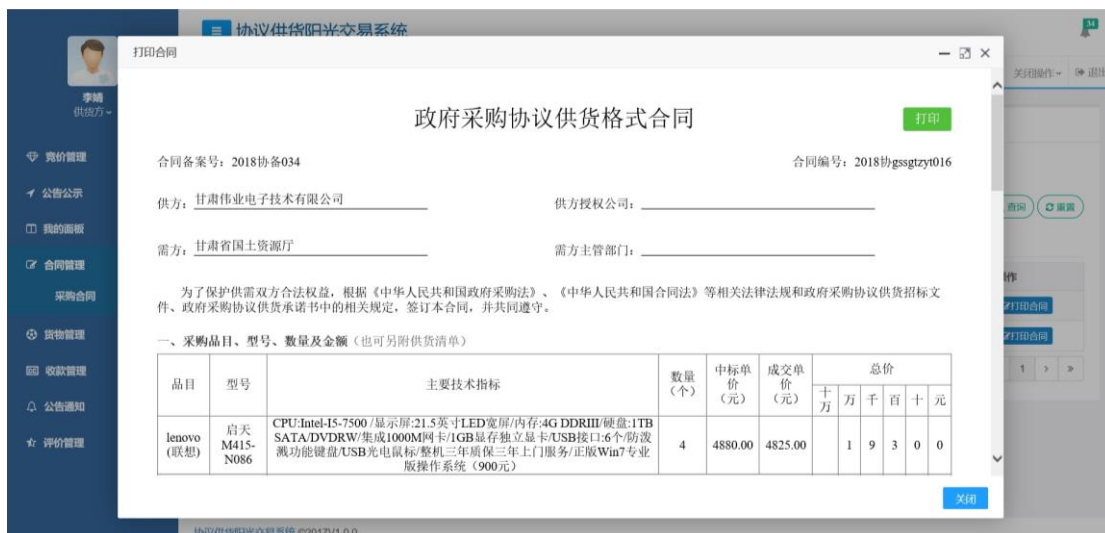 协议供货阳光交易系统
34
打印合同
关闭操作
李婧
供货方
竞价管理
公告公示
我的面板
合同管理
采购合同
货物管理
收款管理
公告通知
评价管理
政府采购协议供货格式合同
打印
合同备案号：2018协备034
合同编号：2018协gssgtzyt016
供方：甘肃伟业电子技术有限公司
供方授权公司：
需方：甘肃省国土资源厅
需方主管部门：
为了保护供需双方合法权益，根据《中华人民共和国政府采购法》、《中华人民共和国合同法》等相关法律法规和政府采购协议供货招标文
件、政府采购协议供货承诺书中的相关规定，签订本合同，并共同遵守。
一、采购品目、型号、数量及金额（也可另附供货清单）
品目 型号 主要技术指标 数量（个） 中标单价（元） 成交单价（元） 总价
十万 万 千 百 十 元
lenovo（联想）
启天M415-N086
CPU:Intel-I5-7500 /显示屏:21.5英寸LED宽屏/内存:4G DDRIII/硬盘:1TB
SATA/DVDRW/集成1000M网卡/1GB显存独立显卡/USB接口:6个/防泼
溅功能键盘/USB光电鼠标/整机三年质保三年上门服务/正版Win7专业
版操作系统（900元）
4 4880.00 4825.00 1 9 3 0 0
查询
重置
打印合同
打印合同
1 > »
关闭
协议供货阳光交易系统 ©2017V1.0.0